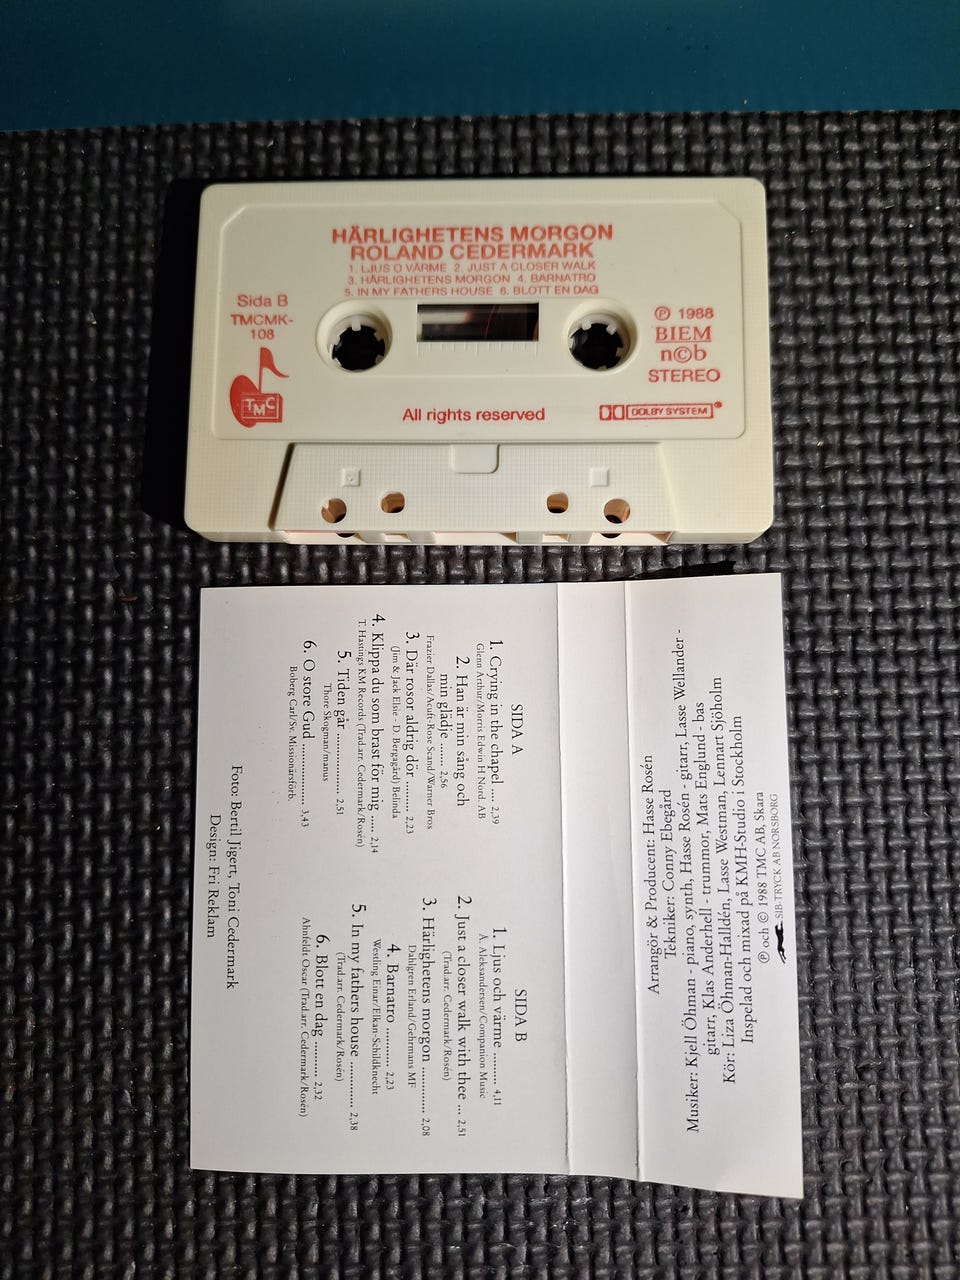 HÄRLIGHETENS MORGON
ROLAND CEDERMARK
1. LJUS O VÄRME 2. JUST A CLOSER WALK
3. HÄRLIGHETENS MORGON 4. BARNATRO
5. IN MY FATHERS HOUSE 6. BLOTT EN DAG
Sida B
TMCMK-
108
TMC
℗ 1988
BIEM
n©b
STEREO
All rights reserved
DOLBY SYSTEM
SIDA A
1. Crying in the chapel .... 2,39
Glenn Arthur/Morris Edwin H Nord. AB
2. Han är min sång och
min glädje ........ 2,56
Frazier Dallas/Acuft-Rose Scand/Warner Bros
3. Där rosor aldrig dör .......... 2,23
(Jim & Jack Elsie - D. Bergagård) Belinda
4. Klippa du som brast för mig ..... 2,14
T. Hastings KM Records (Trad.arr. Cedermark/Rosén)
5. Tiden går ................ 2,51
Thore Skogman/manus
6. O store Gud ................ 3,43
Boberg Carl/Sv. Missionärsförb.
SIDA B
1. Ljus och värme .......... 4,11
A. Aleksandersen/Companion Music
2. Just a closer walk with thee ... 2,51
(Trad.arr. Cedermark/Rosén)
3. Härlighetens morgon ............. 2,08
Dahlgren Erland/Gehrmans MF
4. Barnatro ............... 2,23
Westling Einar/Elkan-Schildknecht
5. In my fathers house .............. 2,38
(Trad.arr. Cedermark/Rosén)
6. Blott en dag ............ 2,32
Ahnfeldt Oscar (Trad.arr. Cedermark/Rosén)
Foto: Bertil Jigert, Toni Cedermark
Design: Fri Reklam
Arrangör & Producent: Hasse Rosén
Tekniker: Conny Ebegård
Musiker: Kjell Öhman - piano, synth, Hasse Rosén - gitarr, Lasse Wellander -
gitarr, Klas Anderhell - trummor, Mats Englund - bas
Kör: Liza Öhman-Halldén, Lasse Westman, Lennart Sjöholm
Inspelad och mixad på KMH-Studio i Stockholm
℗ och © 1988 TMC AB, Skara
SIB-TRYCK AB NORSBORG